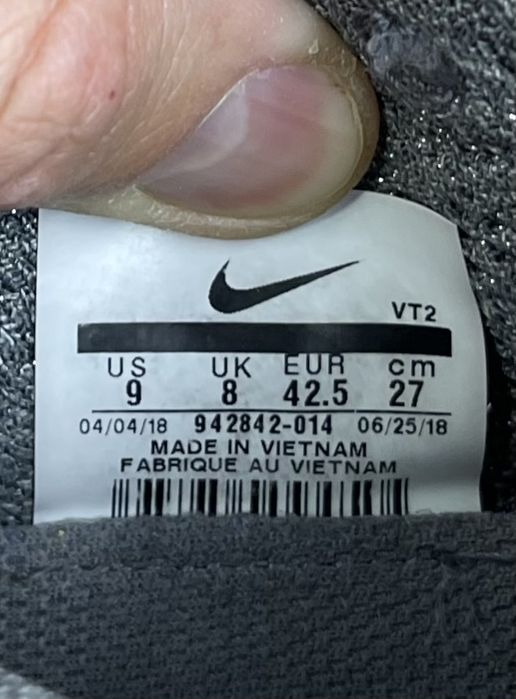 VT2
US UK EUR cm
9 8 42.5 27
04/04/18 942842-014 06/25/18
MADE IN VIETNAM
FABRIQUE AU VIETNAM